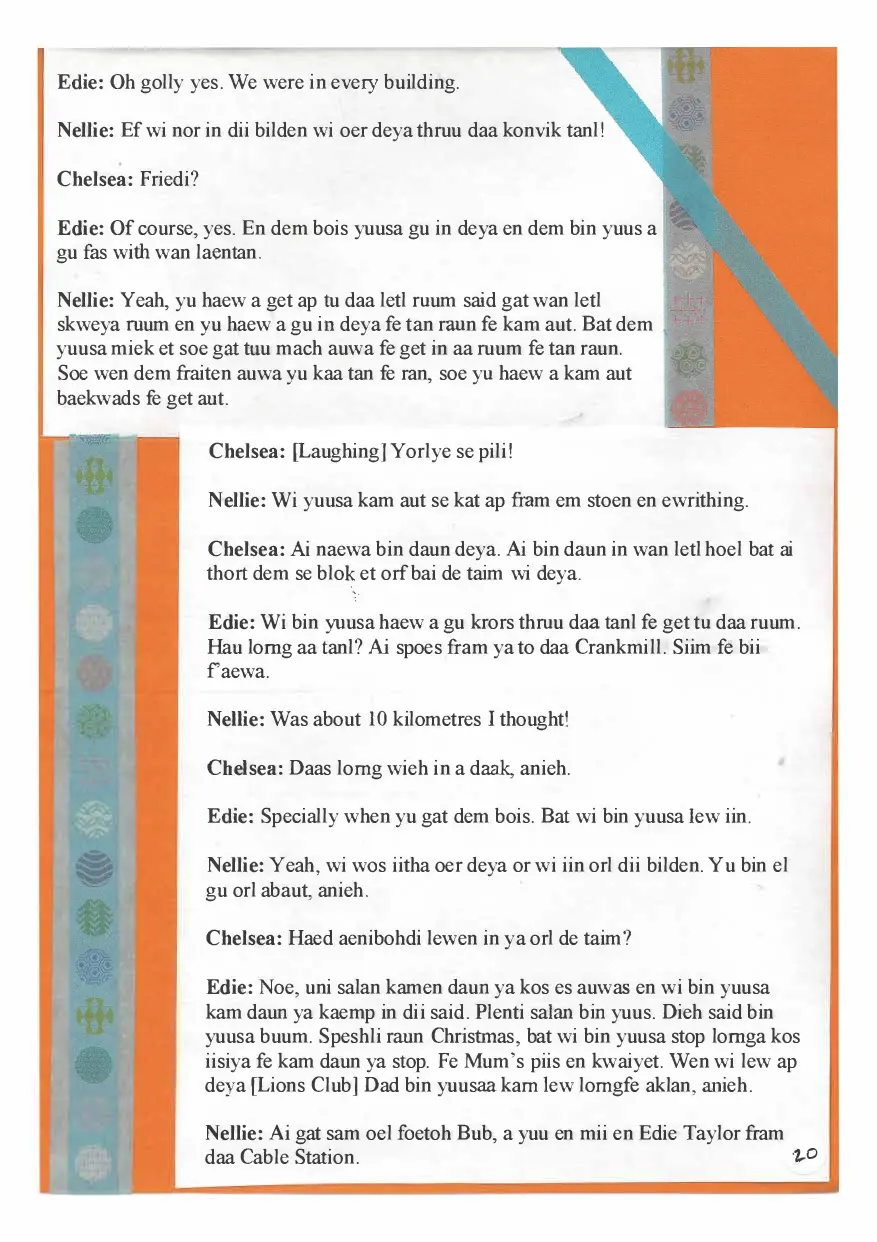 Edie: Oh golly yes. We were in every building.
Nellie: Ef wi nor in dii bilden wi oer deya thruu daa konvik tanl!
Chelsea: Friedi?
Edie: Of course, yes. En dem bois yuusa gu in deya en dem bin yuus a
gu fas with wan laentan.
Nellie: Yeah, yu haew a get ap tu daa letl ruum said gat wan letl
skweya ruum en yu haew a gu in deya fe tan raun fe kam aut. Bat dem
yuusa miek et soe gat tuu mach auwa fe get in aa ruum fe tan raun.
Soe wen dem fraiten auwa yu kaa tan fe ran, soe yu haew a kam aut
baekwads fe get aut.
Chelsea: [Laughing] Yorlye se pili!
Nellie: Wi yuusa kam aut se kat ap fram em stoen en ewrithing.
Chelsea: Ai naewa bin daun deya. Ai bin daun in wan letl hoel bat ai
thort dem se blok et orf bai de taim wi deya.
Edie: Wi bin yuusa haew a gu krors thruu daa tanl fe get tu daa ruum.
Hau lorng aa tanl? Ai spoes fram ya to daa Crankmill. Siim fe bii
f'aewa.
Nellie: Was about 10 kilometres I thought!
Chelsea: Daas lorng wieh in a daak, anieh.
Edie: Specially when yu gat dem bois. Bat wi bin yuusa lew iin.
Nellie: Yeah, wi wos iitha oer deya or wi iin orl dii bilden. Yu bin el
gu orl abaut, anieh.
Chelsea: Haed aenibohdi lewen in ya orl de taim?
Edie: Noe, uni salan kamen daun ya kos es auwas en wi bin yuusa
kam daun ya kaemp in dii said. Plenti salan bin yuus. Dieh said bin
yuusa buum. Speshli raun Christmas, bat wi bin yuusa stop lornga kos
iisiya fe kam daun ya stop. Fe Mum's piis en kwaiyet. Wen wi lew ap
deya [Lions Club] Dad bin yuusaa kam lew lorngfe aklan, anieh.
Nellie: Ai gat sam oel foetoh Bub, a yuu en mii en Edie Taylor fram
daa Cable Station.
20